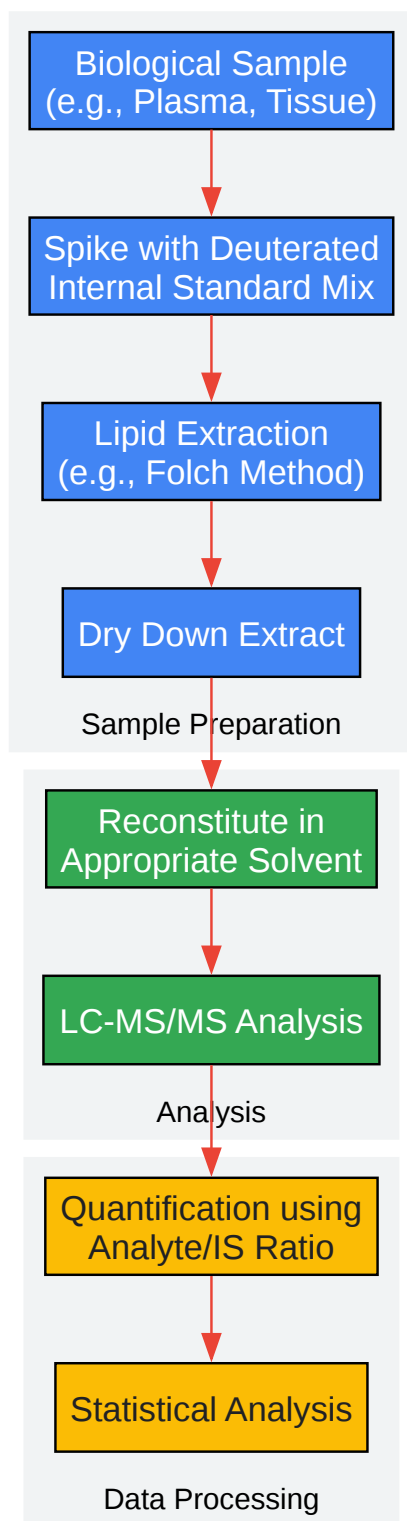 Biological Sample
(e.g., Plasma, Tissue)
Spike with Deuterated
Internal Standard Mix
Lipid Extraction
(e.g., Folch Method)
Dry Down Extract
Sample Preparation
Reconstitute in
Appropriate Solvent
LC-MS/MS Analysis
Analysis
Quantification using
Analyte/IS Ratio
Statistical Analysis
Data Processing